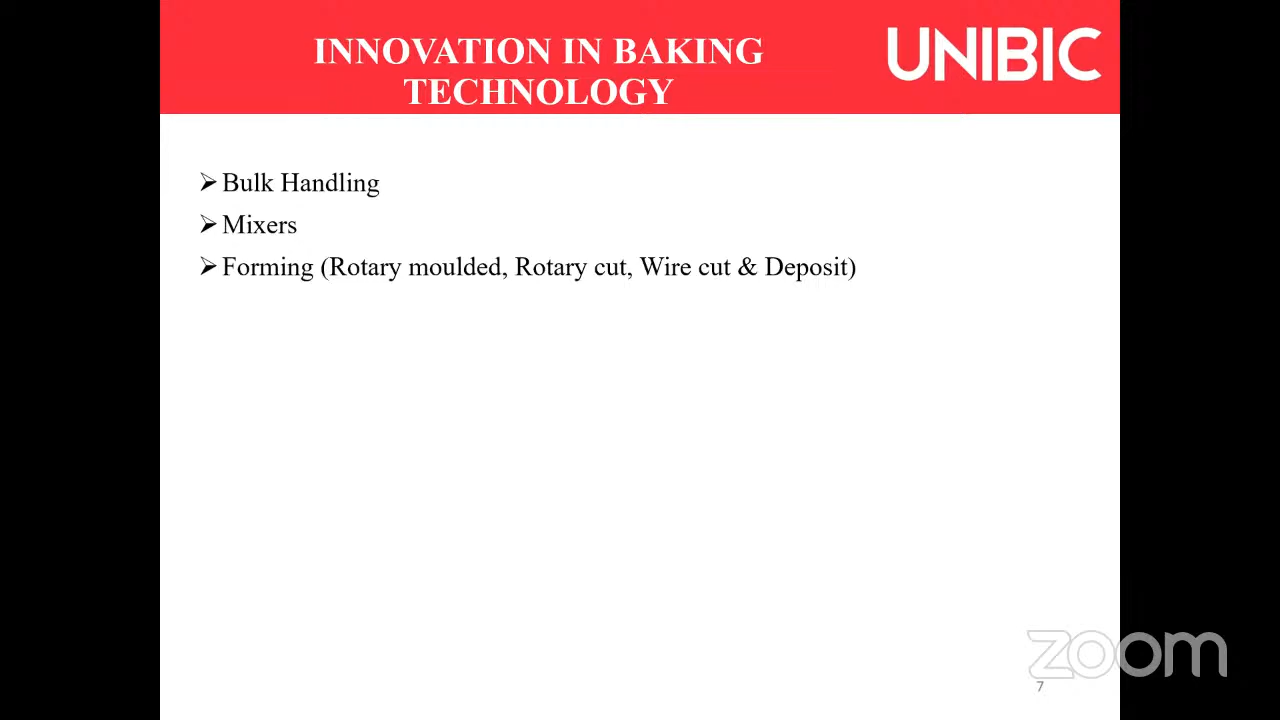 INNOVATION IN BAKING
TECHNOLOGY
UNIBIC
➢Bulk Handling
➢Mixers
➢Forming (Rotary moulded, Rotary cut, Wire cut & Deposit)
zoom
7